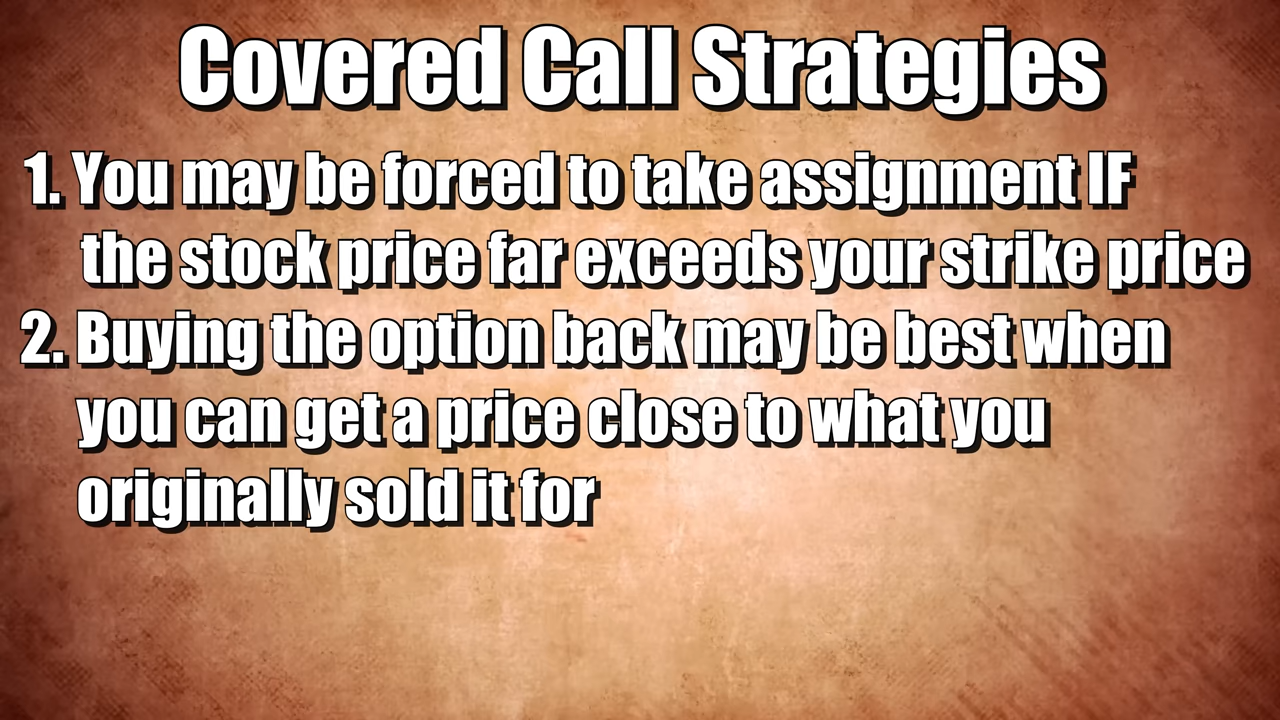 Covered Call Strategies
1. You may be forced to take assignment IF
the stock price far exceeds your strike price
2. Buying the option back may be best when
you can get a price close to what you
originally sold it for